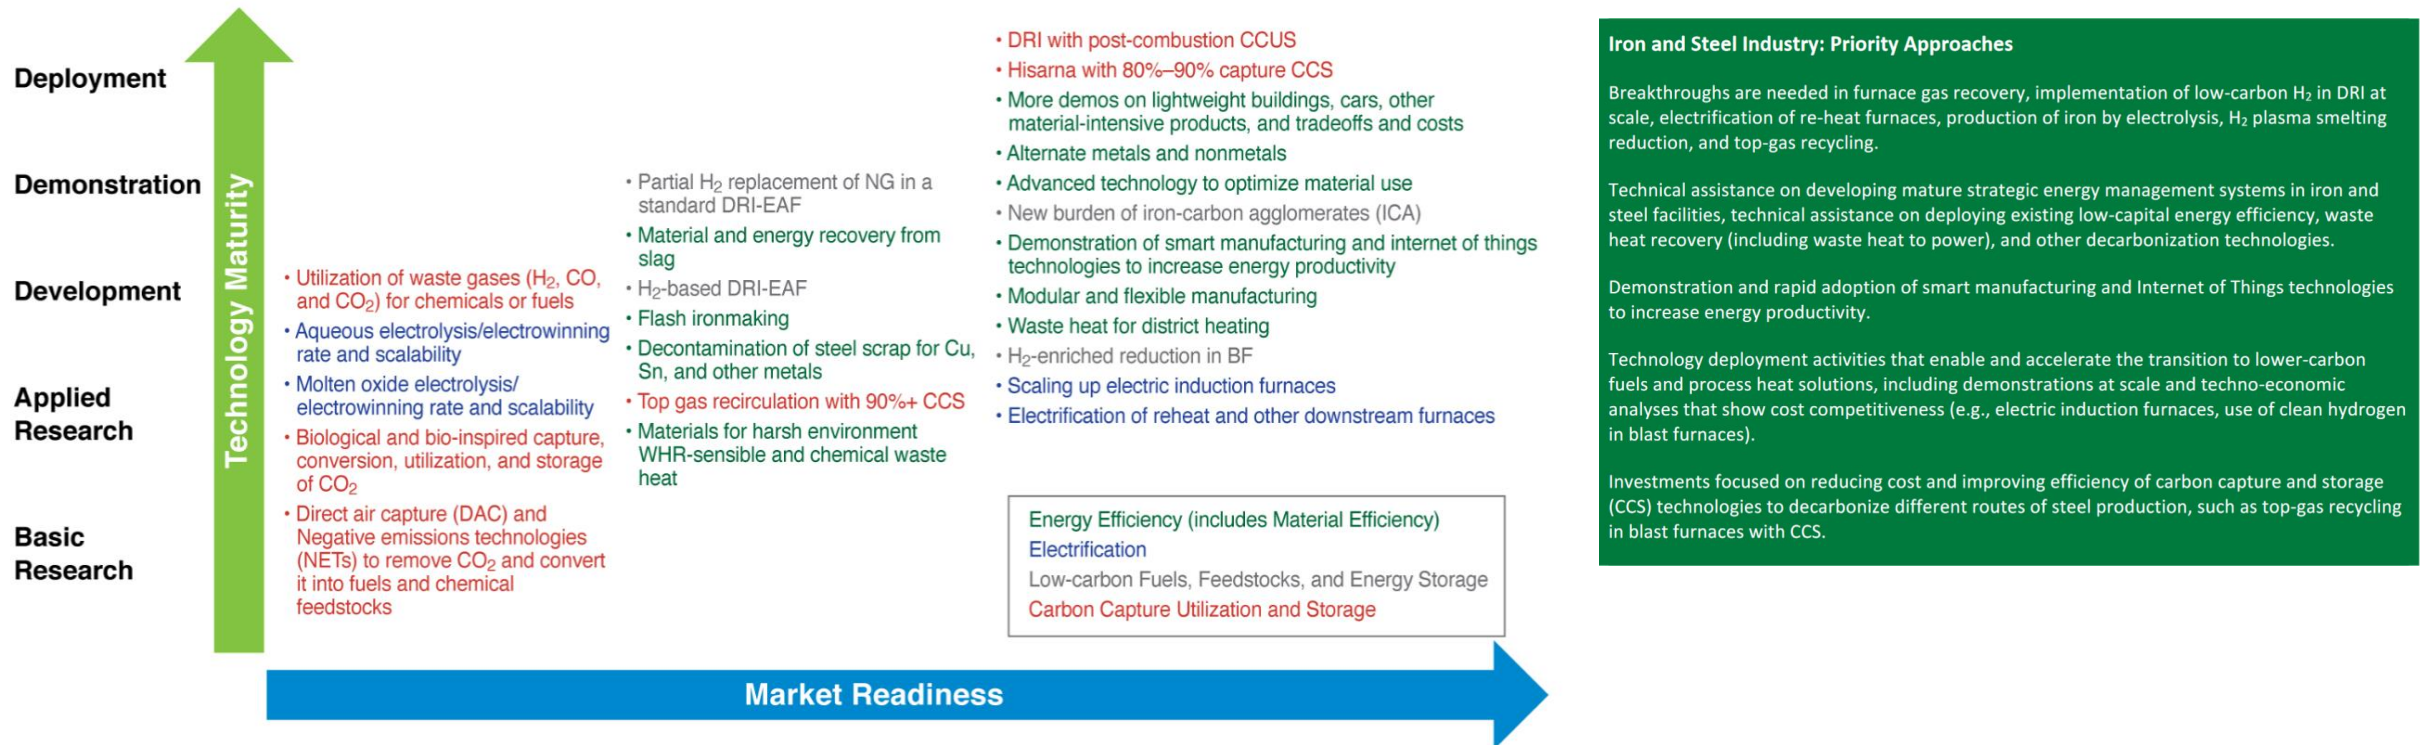 Deployment
Demonstration
Development
Applied
Research
Basic
Research
Technology Maturity
• Utilization of waste gases (H₂, CO,
and CO₂) for chemicals or fuels
• Aqueous electrolysis/electrowinning
rate and scalability
• Molten oxide electrolysis/
electrowinning rate and scalability
• Biological and bio-inspired capture,
conversion, utilization, and storage
of CO₂
• Direct air capture (DAC) and
Negative emissions technologies
(NETs) to remove CO₂ and convert
it into fuels and chemical
feedstocks
• Partial H₂ replacement of NG in a
standard DRI-EAF
• Material and energy recovery from
slag
• H₂-based DRI-EAF
• Flash ironmaking
• Decontamination of steel scrap for Cu,
Sn, and other metals
• Top gas recirculation with 90%+ CCS
• Materials for harsh environment
WHR-sensible and chemical waste
heat
• DRI with post-combustion CCUS
• Hisarna with 80%–90% capture CCS
• More demos on lightweight buildings, cars, other
material-intensive products, and tradeoffs and costs
• Alternate metals and nonmetals
• Advanced technology to optimize material use
• New burden of iron-carbon agglomerates (ICA)
• Demonstration of smart manufacturing and internet of things
technologies to increase energy productivity
• Modular and flexible manufacturing
• Waste heat for district heating
• H₂-enriched reduction in BF
• Scaling up electric induction furnaces
• Electrification of reheat and other downstream furnaces
Energy Efficiency (includes Material Efficiency)
Electrification
Low-carbon Fuels, Feedstocks, and Energy Storage
Carbon Capture Utilization and Storage
Market Readiness
Iron and Steel Industry: Priority Approaches
Breakthroughs are needed in furnace gas recovery, implementation of low-carbon H₂ in DRI at
scale, electrification of re-heat furnaces, production of iron by electrolysis, H₂ plasma smelting
reduction, and top-gas recycling.
Technical assistance on developing mature strategic energy management systems in iron and
steel facilities, technical assistance on deploying existing low-capital energy efficiency, waste
heat recovery (including waste heat to power), and other decarbonization technologies.
Demonstration and rapid adoption of smart manufacturing and Internet of Things technologies
to increase energy productivity.
Technology deployment activities that enable and accelerate the transition to lower-carbon
fuels and process heat solutions, including demonstrations at scale and techno-economic
analyses that show cost competitiveness (e.g., electric induction furnaces, use of clean hydrogen
in blast furnaces).
Investments focused on reducing cost and improving efficiency of carbon capture and storage
(CCS) technologies to decarbonize different routes of steel production, such as top-gas recycling
in blast furnaces with CCS.